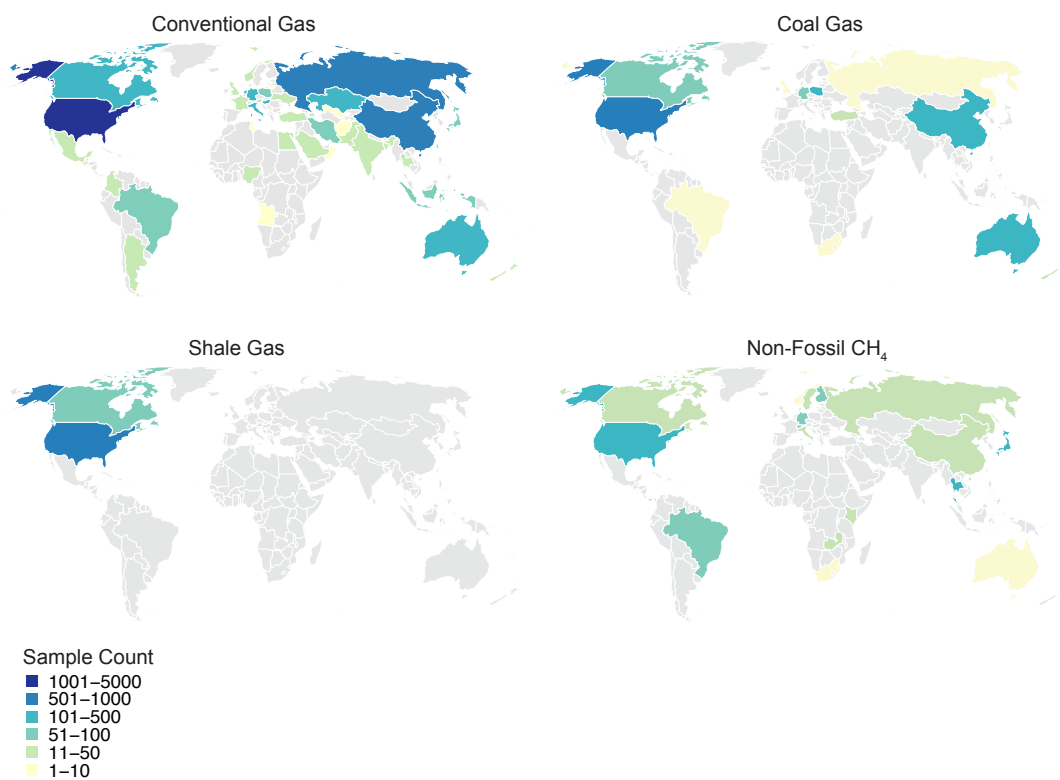 Conventional Gas
Coal Gas
Shale Gas
Non-Fossil CH₄
Sample Count
1001–5000
501–1000
101–500
51–100
11–50
1–10